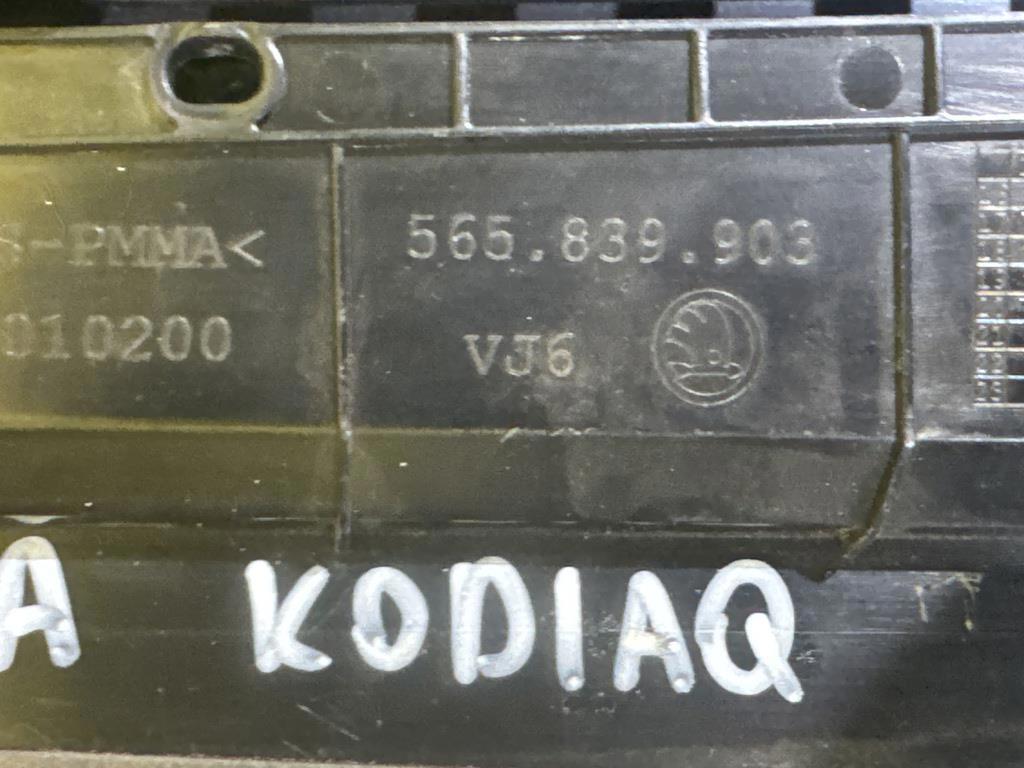 S-PMMA<
565.839.903
010200
VJ6
A KODIAQ